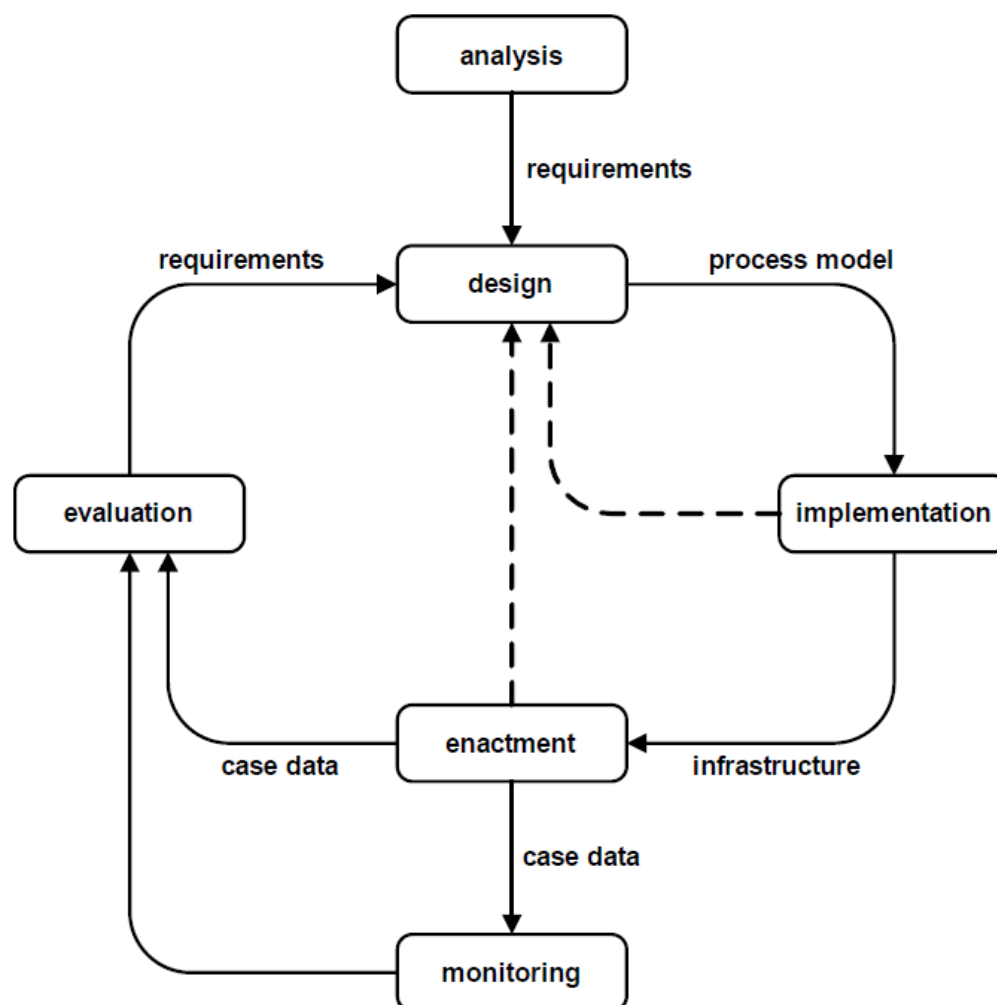 analysis
requirements
requirements
process model
design
evaluation
implementation
enactment
case data
infrastructure
case data
monitoring